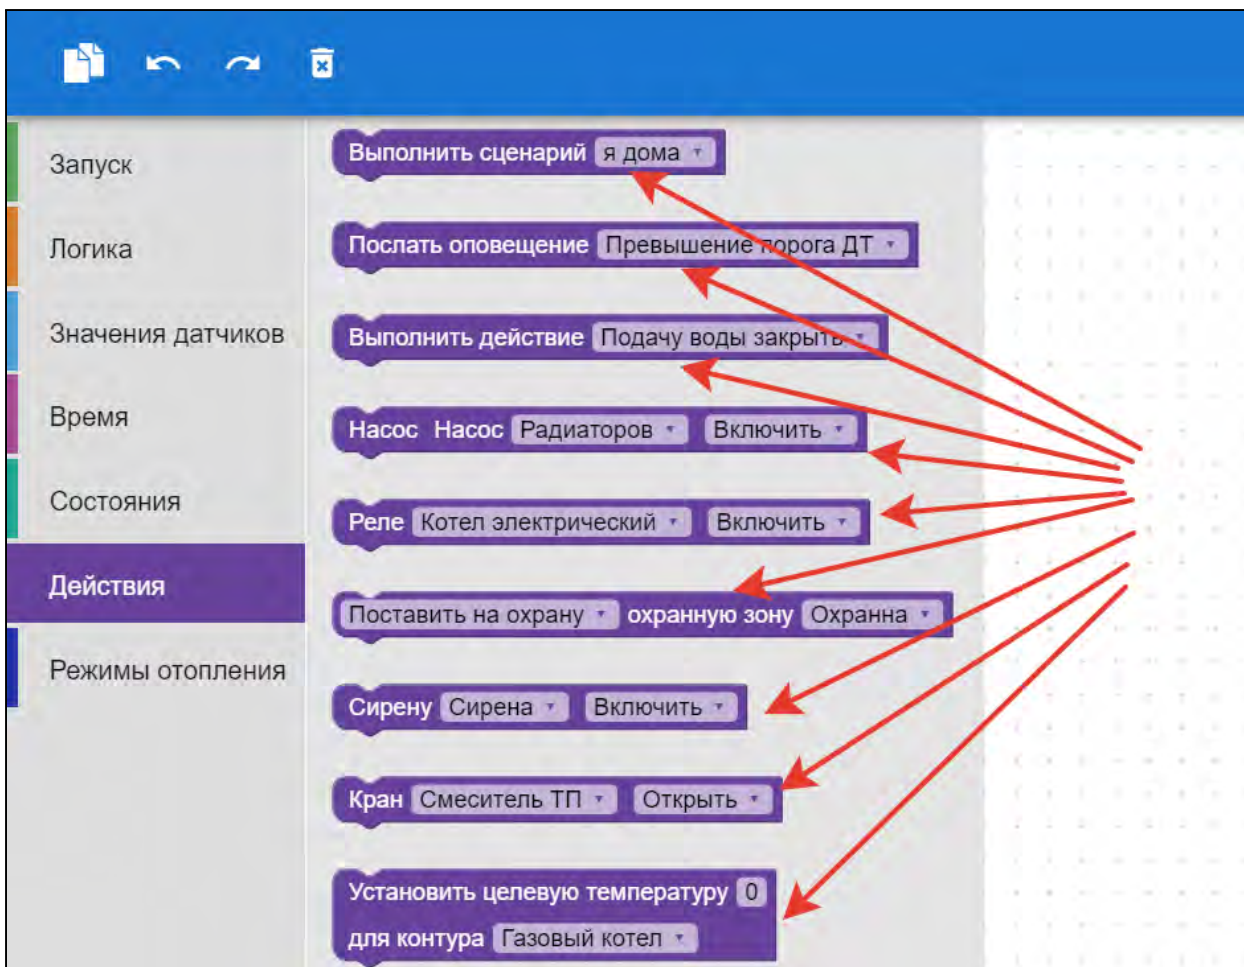 Запуск
Логика
Значения датчиков
Время
Состояния
Действия
Режимы отопления
Выполнить сценарий я дома
Послать оповещение Превышение порога ДТ
Выполнить действие Подачу воды закрыть
Насос Насос Радиаторов Включить
Реле Котел электрический Включить
Поставить на охрану охранную зону Охранна
Сирену Сирена Включить
Кран Смеситель ТП Открыть
Установить целевую температуру 0
для контура Газовый котел